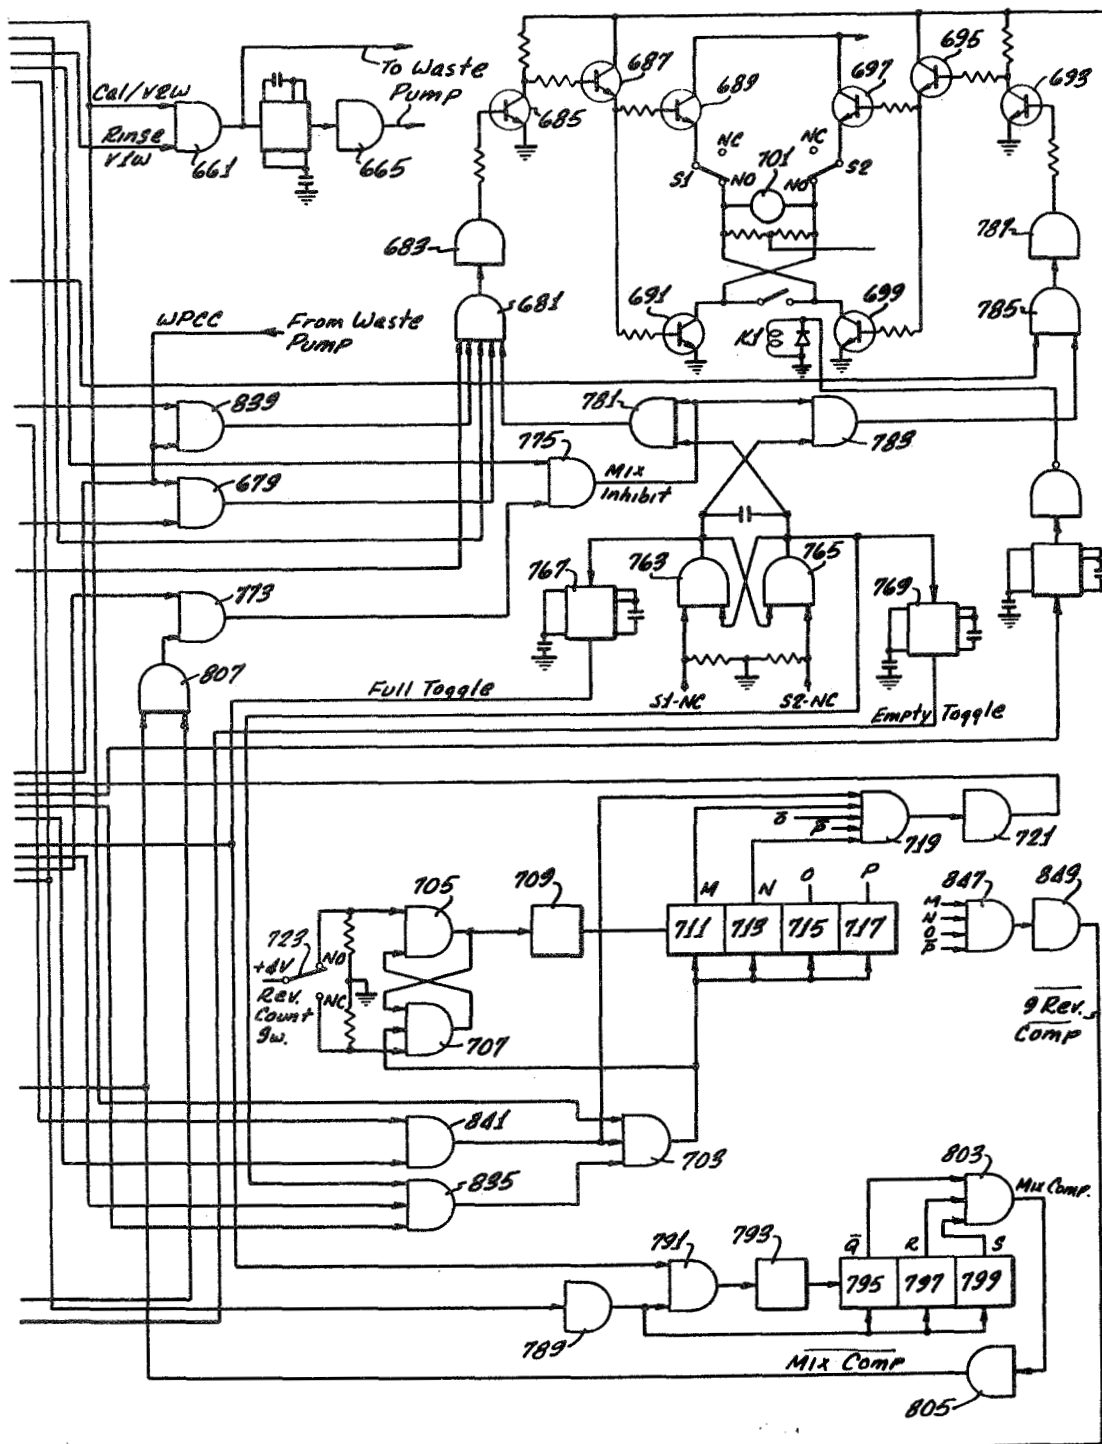 To Waste
Pump
Cal/V2W
Rinse
V1W
661
665
685
687
689
697
695
693
NC
NC
701
S1
NO
NO
S2
683
681
691
699
K1
787
785
WPCC
From Waste
Pump
839
679
775
781
783
Mix
Inhibit
773
807
767
763
765
769
Full Toggle
S1-NC
S2-NC
Empty Toggle
705
709
M
N
O
P
711
713
715
717
O̅
P̅
719
721
M
N
O
P̅
847
849
723
+4V
NO
NC
Rev.
Count
Sw.
707
9 Rev.
Comp
841
835
703
803
Mix Comp.
791
793
Q̅
R
S
795
797
799
789
Mix Comp
805